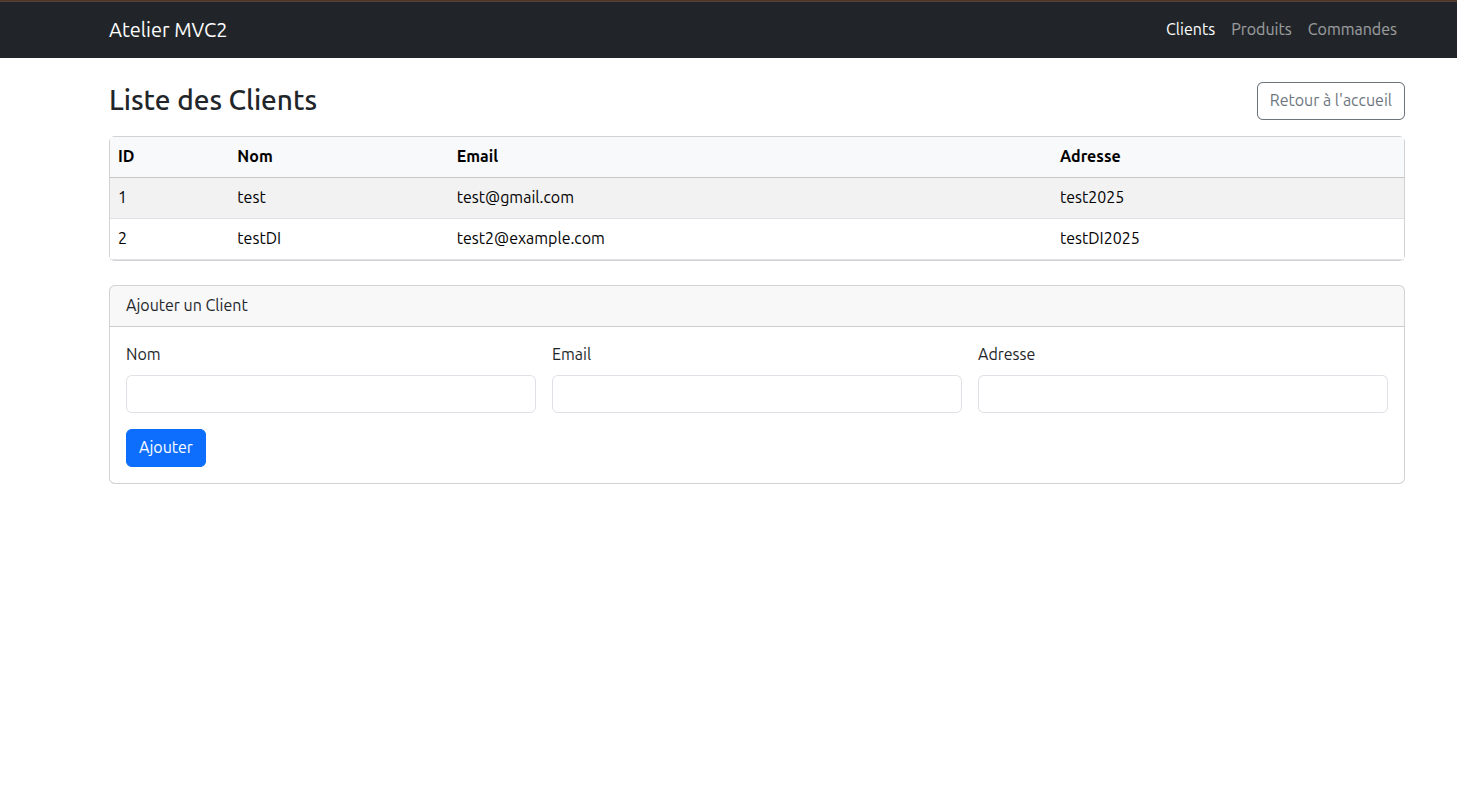 Atelier MVC2 Clients Produits Commandes
Liste des Clients Retour à l'accueil
ID Nom Email Adresse
1 test test@gmail.com test2025
2 testDI test2@example.com testDI2025
Ajouter un Client
Nom Email Adresse
Ajouter